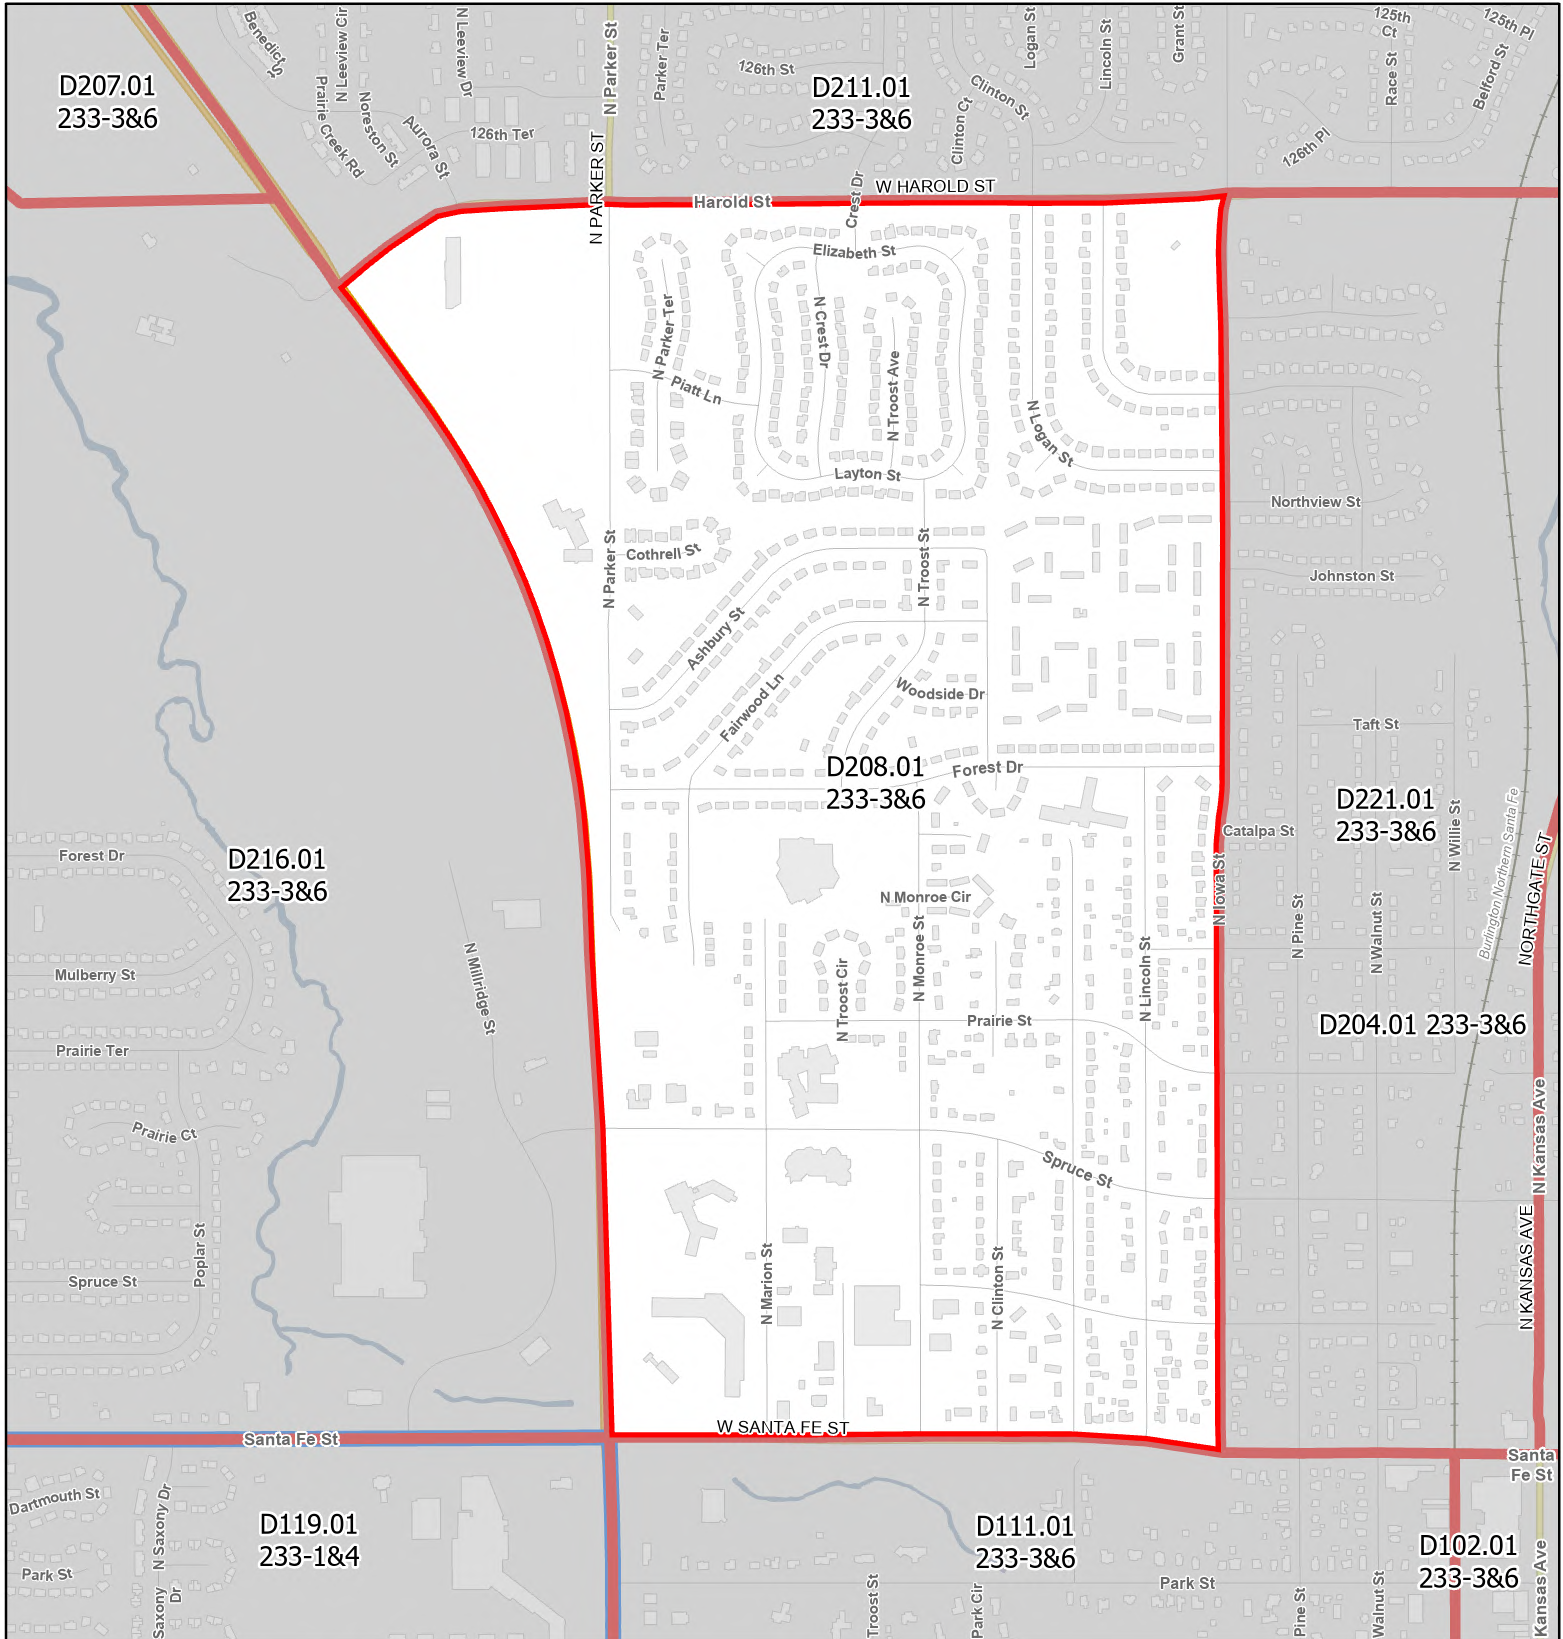 D207.01
233-3&6
Benedict S
N Leeview Cir
N Leeview Dr
N Parker St
Parker Ter
126th St
D211.01
233-3&6
Logan St
Lincoln St
Grant St
125th
Ct
125th Pl
Race St
Belford St
Prairie Creek Rd
Noreston St
Aurora St
126th Ter
Clinton St
Clinton Ct
126th Pl
N PARKER ST
Harold St
Crest Dr
W HAROLD ST
Elizabeth St
N Parker Ter
N Crest Dr
N Troost Ave
Piatt Ln
N Logan St
Layton St
Northview St
N Parker St
Cothrell St
N Troost St
Johnston St
Ashbury St
Fairwood Ln
Woodside Dr
Taft St
D208.01
233-3&6
Forest Dr
D221.01
233-3&6
Catalpa St
N Willie St
Burlington Northern Santa Fe
NORTHGATE ST
Forest Dr
D216.01
233-3&6
N Iowa St
N Monroe Cir
N Pine St
N Walnut St
Mulberry St
N Millridge St
N Troost Cir
N Monroe St
N Lincoln St
Prairie St
D204.01 233-3&6
Prairie Ter
Prairie Ct
N Kansas Ave
Spruce St
Poplar St
Spruce St
N Marion St
N Clinton St
N KANSAS AVE
Santa Fe St
W SANTA FE ST
Santa
Fe St
Dartmouth St
N Saxony Dr
D119.01
233-1&4
D111.01
233-3&6
D102.01
233-3&6
Park St
Saxony
Dr
Troost St
Park Cir
Park St
Pine St
Walnut St
Kansas Ave